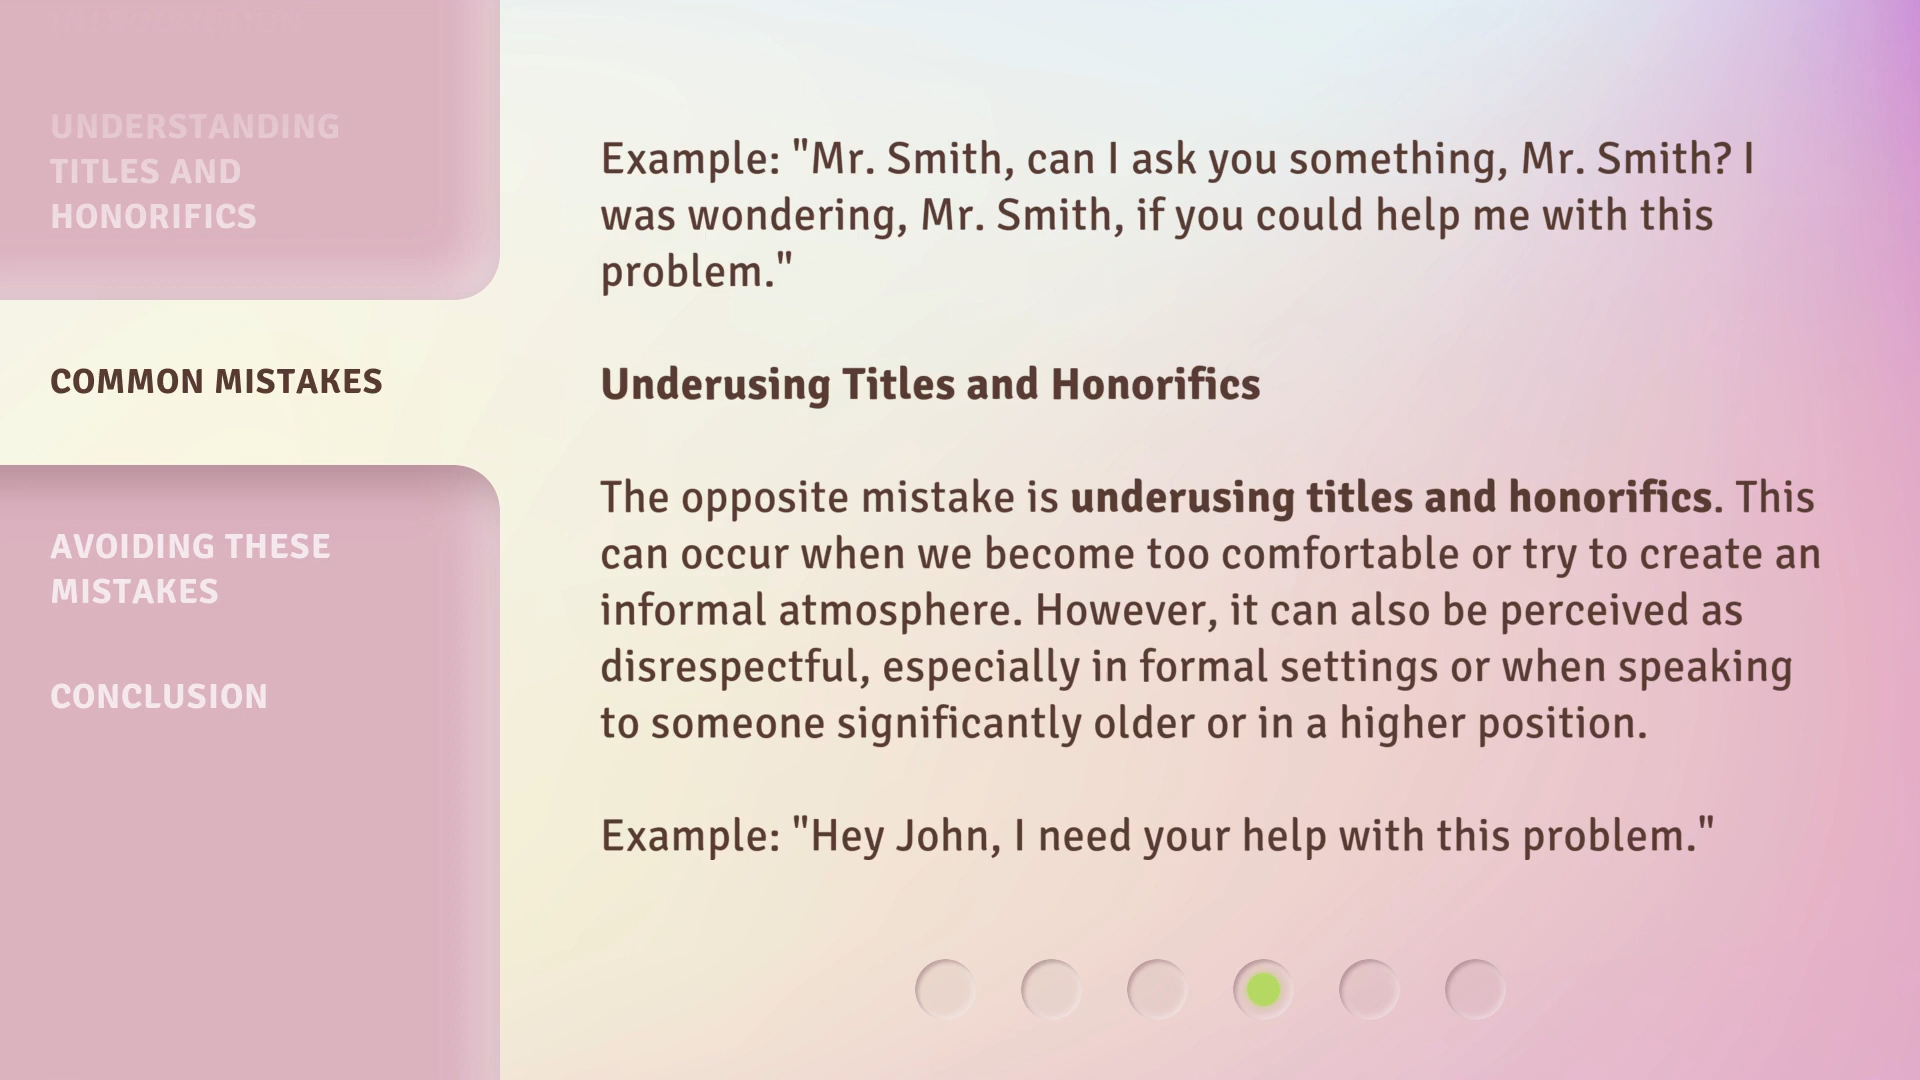 UNDERSTANDING
TITLES AND
HONORIFICS
COMMON MISTAKES
AVOIDING THESE
MISTAKES
CONCLUSION
Example: "Mr. Smith, can I ask you something, Mr. Smith? I
was wondering, Mr. Smith, if you could help me with this
problem."
Underusing Titles and Honorifics
The opposite mistake is underusing titles and honorifics. This
can occur when we become too comfortable or try to create an
informal atmosphere. However, it can also be perceived as
disrespectful, especially in formal settings or when speaking
to someone significantly older or in a higher position.
Example: "Hey John, I need your help with this problem."